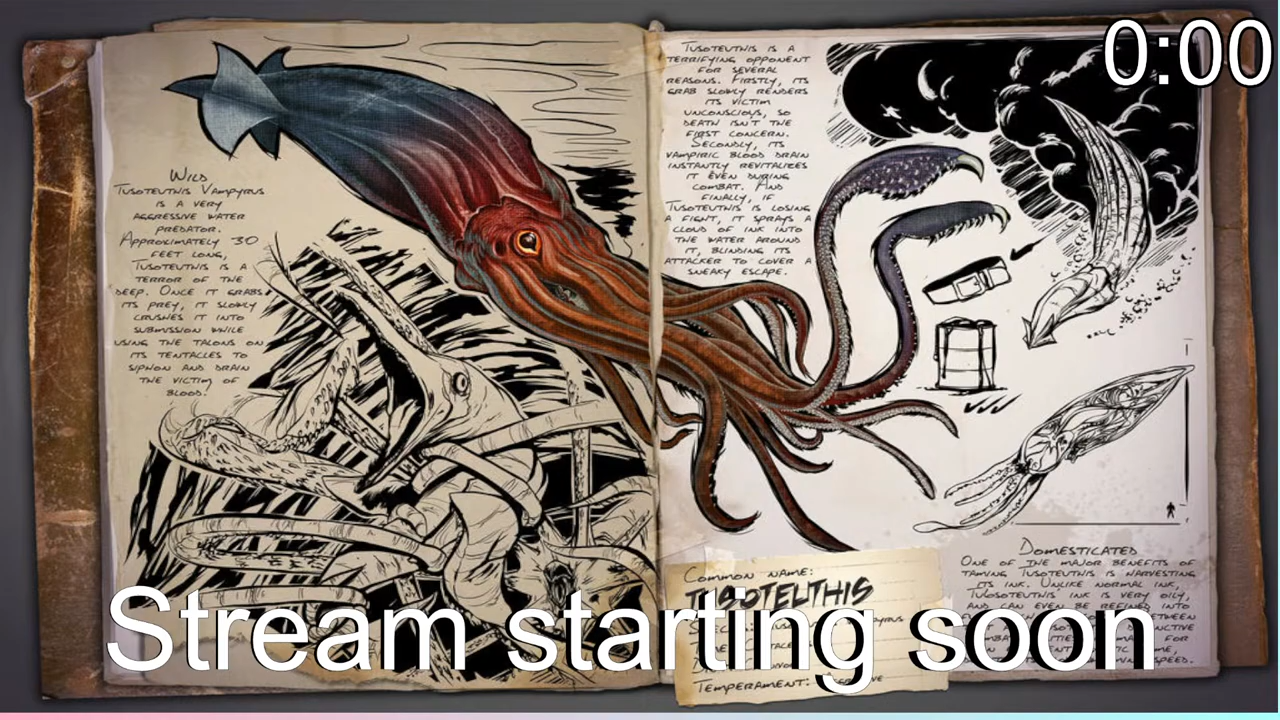 0:00
Wild
Tusoteuthis Vampyrus
is a very
aggressive water
predator.
Approximately 30
feet long,
Tusoteuthis is a
terror of the
deep. Once it grabs
its prey, it slowly
crushes it into
submission while
using the talons on
its tentacles to
siphon and drain
the victim of
blood.
Tusoteuthis is a
terrifying opponent
for several
reasons. Firstly, its
grab slowly renders
its victim
unconscious, so
death isn't the
first concern.
Secondly, its
vampiric blood drain
instantly revitalizes
it even during
combat. And
finally, if
Tusoteuthis is losing
a fight, it sprays a
cloud of ink into
the water around
it, blinding its
attacker to cover a
sneaky escape.
Common name:
Tusoteuthis
Temperament:
Domesticated
One of the major benefits of
taming Tusoteuthis is harvesting
its ink. Unlike normal ink,
Tusoteuthis ink is very oily,
and can even be refined into
Stream starting soon